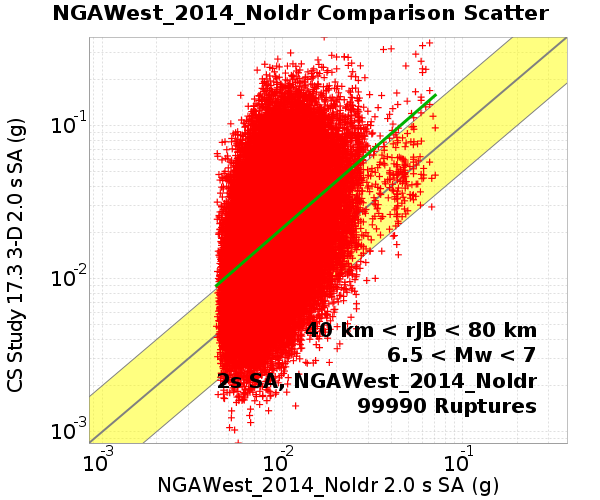 NGAWest_2014_NoIdr Comparison Scatter
CS Study 17.3 3-D 2.0 s SA (g)
10-1
10-2
10-3
40 km < rJB < 80 km
6.5 < Mw < 7
2s SA, NGAWest_2014_NoIdr
99990 Ruptures
10-3
10-2
10-1
NGAWest_2014_NoIdr 2.0 s SA (g)